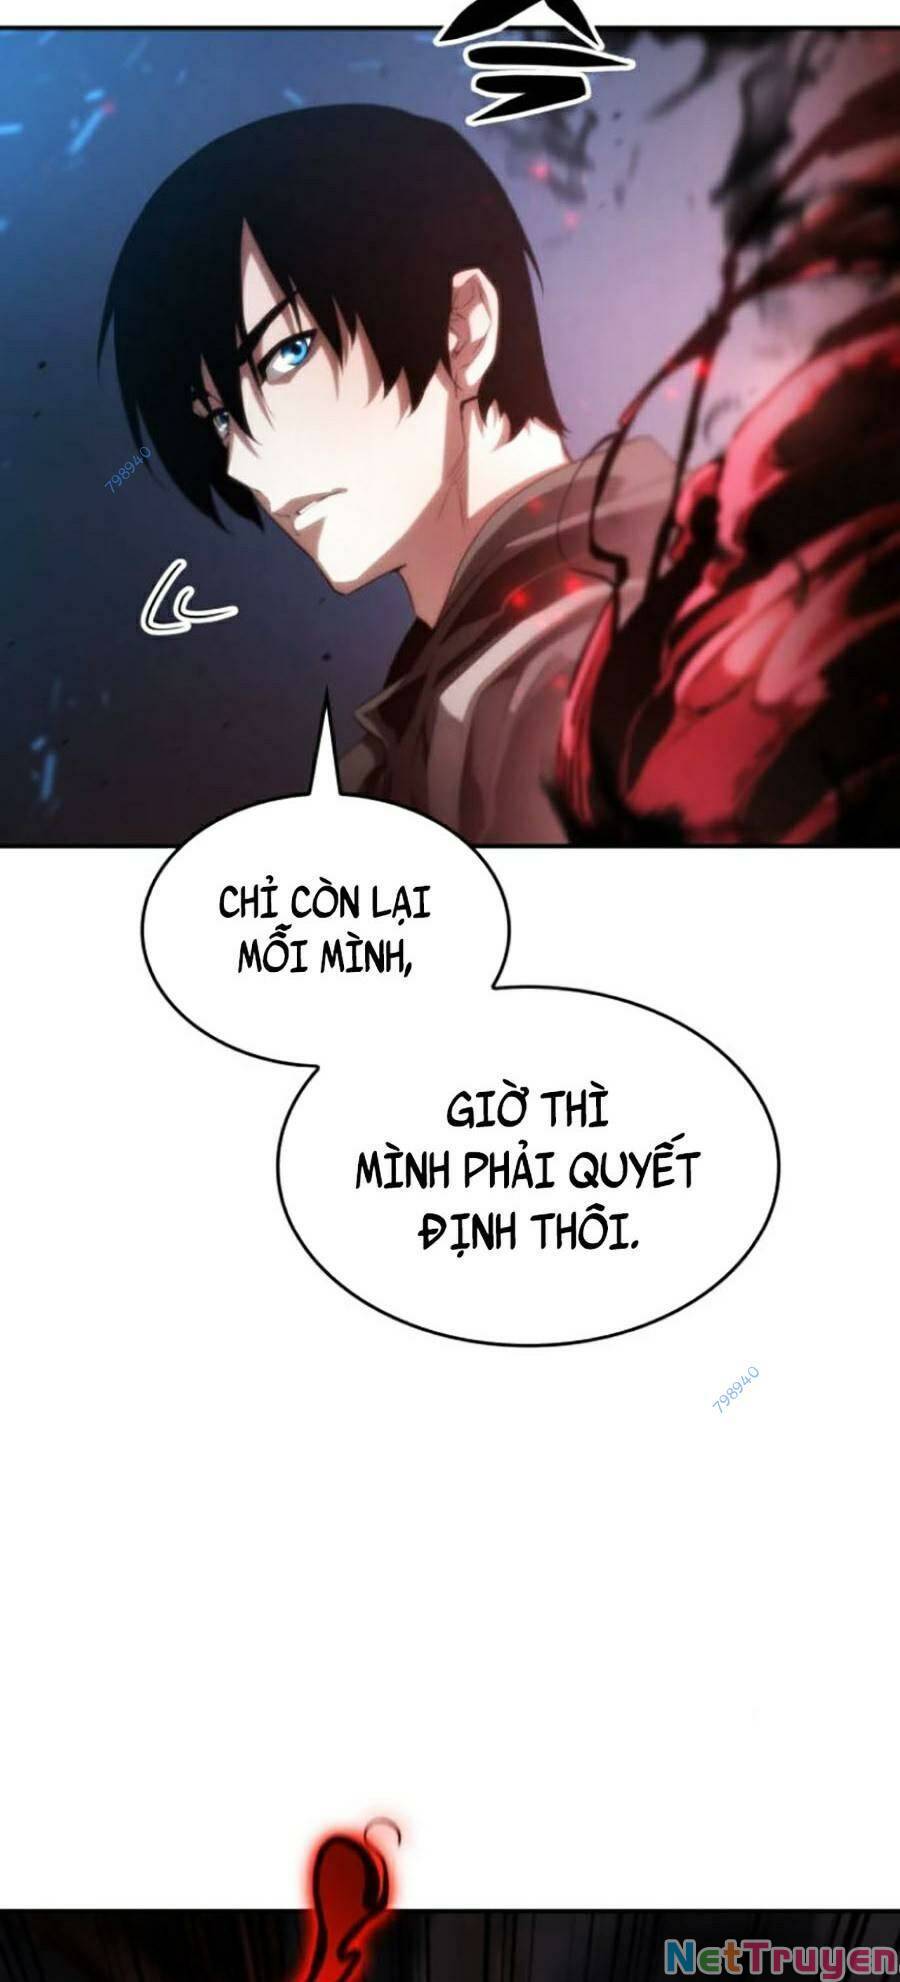 798940
CHỈ CÒN LẠI
MỖI MÌNH,
GIỜ THÌ
MÌNH PHẢI QUYẾT
ĐỊNH THÔI.
798940
NetTruyen